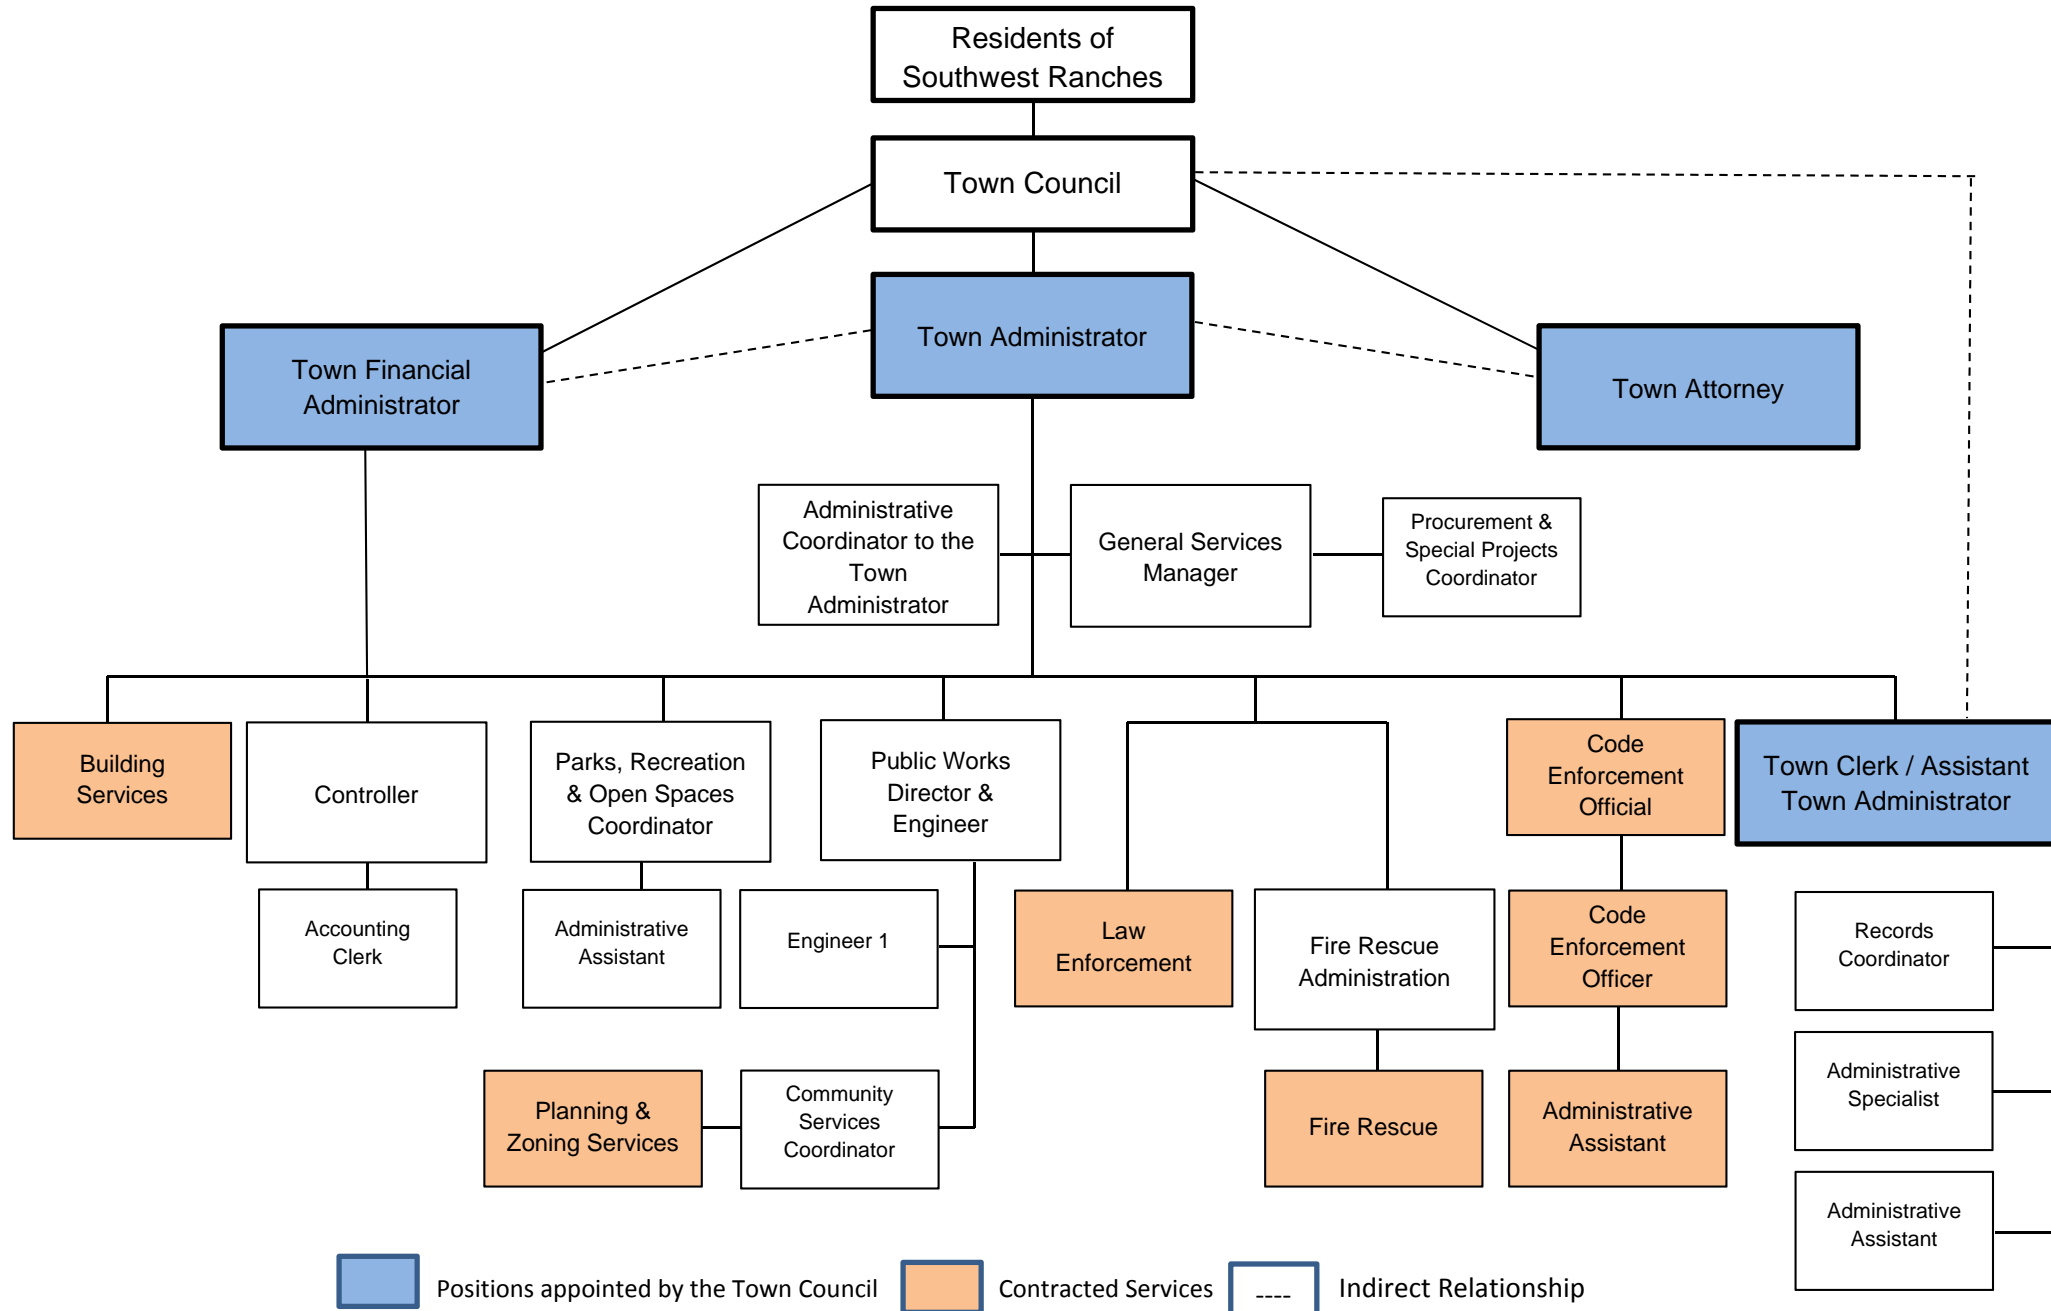 Residents of
Southwest Ranches
Town Council
Town Administrator
Town Financial
Administrator
Town Attorney
Administrative
Coordinator to the
Town
Administrator
General Services
Manager
Procurement &
Special Projects
Coordinator
Building
Services
Controller
Parks, Recreation
& Open Spaces
Coordinator
Public Works
Director &
Engineer
Code
Enforcement
Official
Town Clerk / Assistant
Town Administrator
Accounting
Clerk
Administrative
Assistant
Engineer 1
Law
Enforcement
Fire Rescue
Administration
Code
Enforcement
Officer
Records
Coordinator
Planning &
Zoning Services
Community
Services
Coordinator
Fire Rescue
Administrative
Assistant
Administrative
Specialist
Administrative
Assistant
Positions appointed by the Town Council
Contracted Services
---- Indirect Relationship